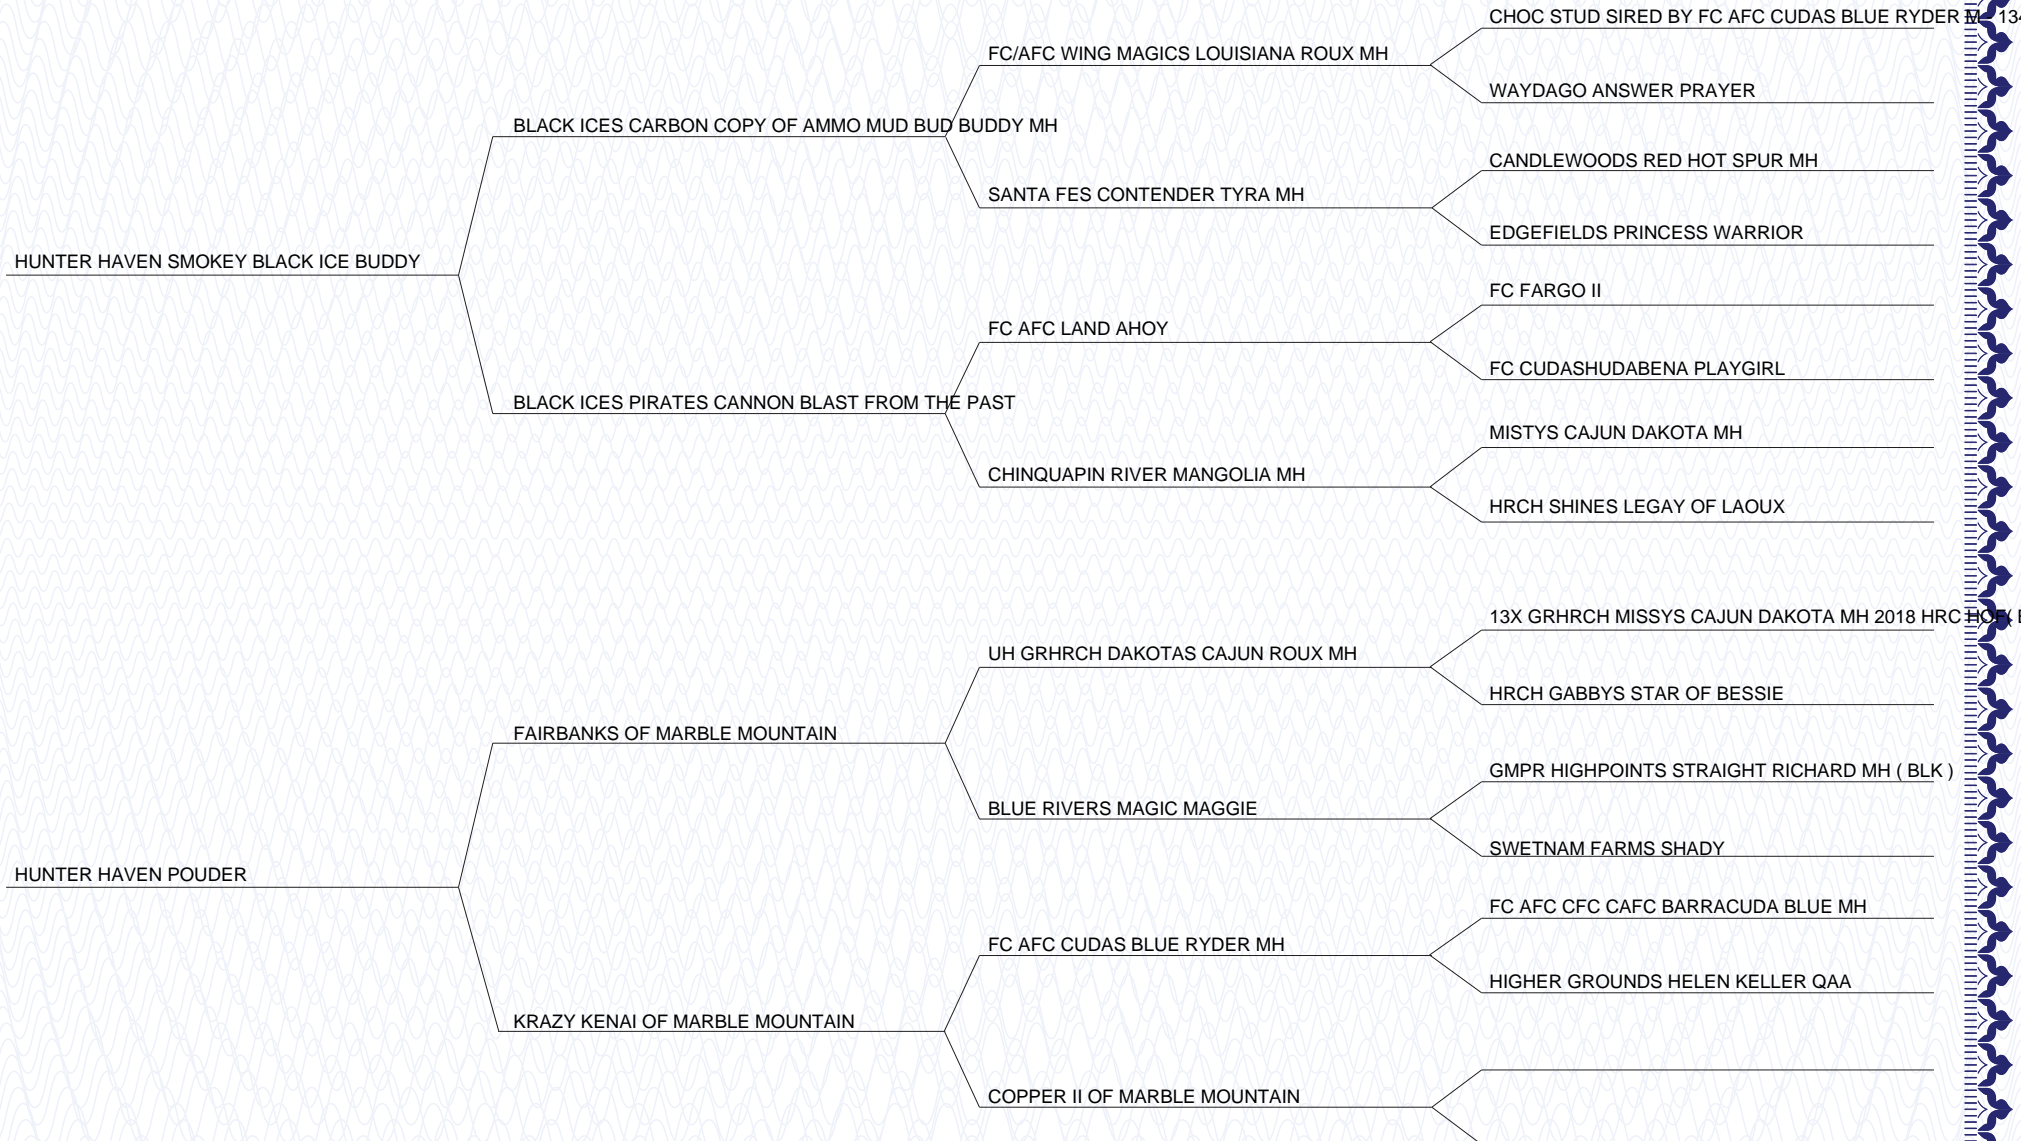 CHOC STUD SIRED BY FC AFC CUDAS BLUE RYDER M - 134
FC/AFC WING MAGICS LOUISIANA ROUX MH
WAYDAGO ANSWER PRAYER
BLACK ICES CARBON COPY OF AMMO MUD BUD BUDDY MH
CANDLEWOODS RED HOT SPUR MH
SANTA FES CONTENDER TYRA MH
EDGEFIELDS PRINCESS WARRIOR
HUNTER HAVEN SMOKEY BLACK ICE BUDDY
FC FARGO II
FC AFC LAND AHOY
FC CUDASHUDABENA PLAYGIRL
BLACK ICES PIRATES CANNON BLAST FROM THE PAST
MISTYS CAJUN DAKOTA MH
CHINQUAPIN RIVER MANGOLIA MH
HRCH SHINES LEGAY OF LAOUX
13X GRHRCH MISSYS CAJUN DAKOTA MH 2018 HRC HOF(
UH GRHRCH DAKOTAS CAJUN ROUX MH
HRCH GABBYS STAR OF BESSIE
FAIRBANKS OF MARBLE MOUNTAIN
GMPR HIGHPOINTS STRAIGHT RICHARD MH ( BLK )
BLUE RIVERS MAGIC MAGGIE
SWETNAM FARMS SHADY
HUNTER HAVEN POUDER
FC AFC CFC CAFC BARRACUDA BLUE MH
FC AFC CUDAS BLUE RYDER MH
HIGHER GROUNDS HELEN KELLER QAA
KRAZY KENAI OF MARBLE MOUNTAIN
COPPER II OF MARBLE MOUNTAIN